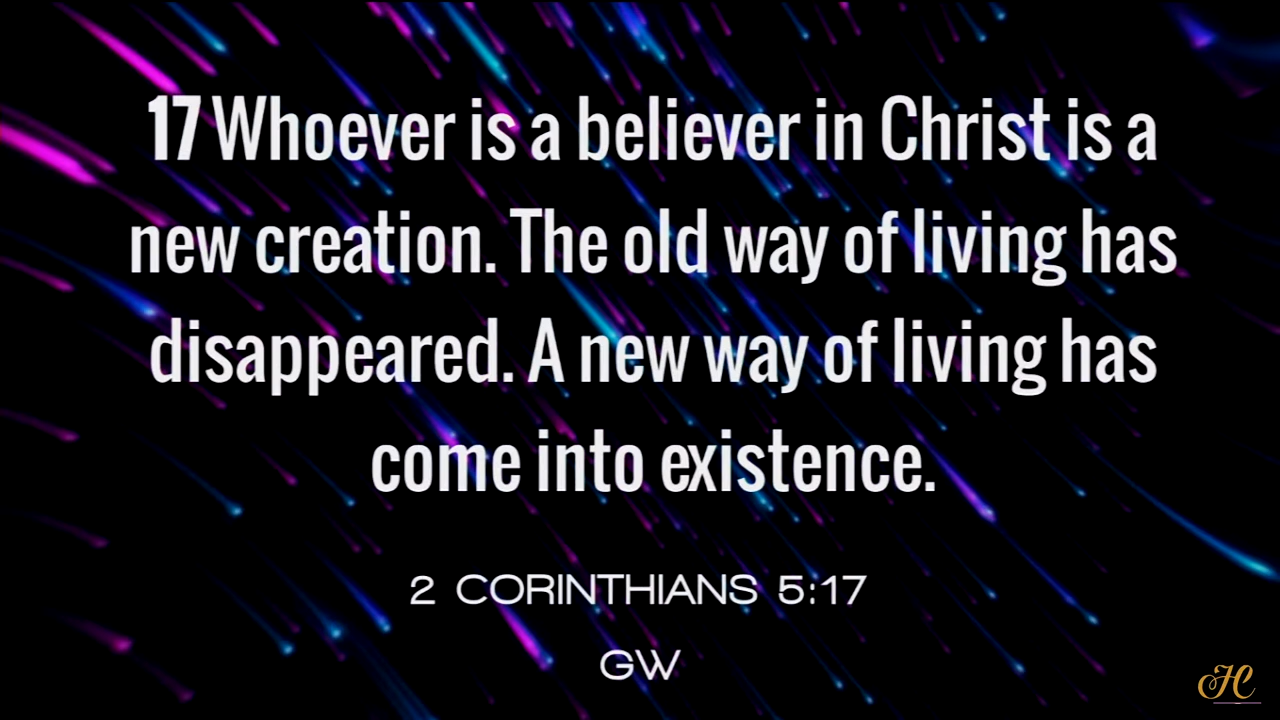 17 Whoever is a believer in Christ is a
new creation. The old way of living has
disappeared. A new way of living has
come into existence.
2 CORINTHIANS 5:17
GW
HC